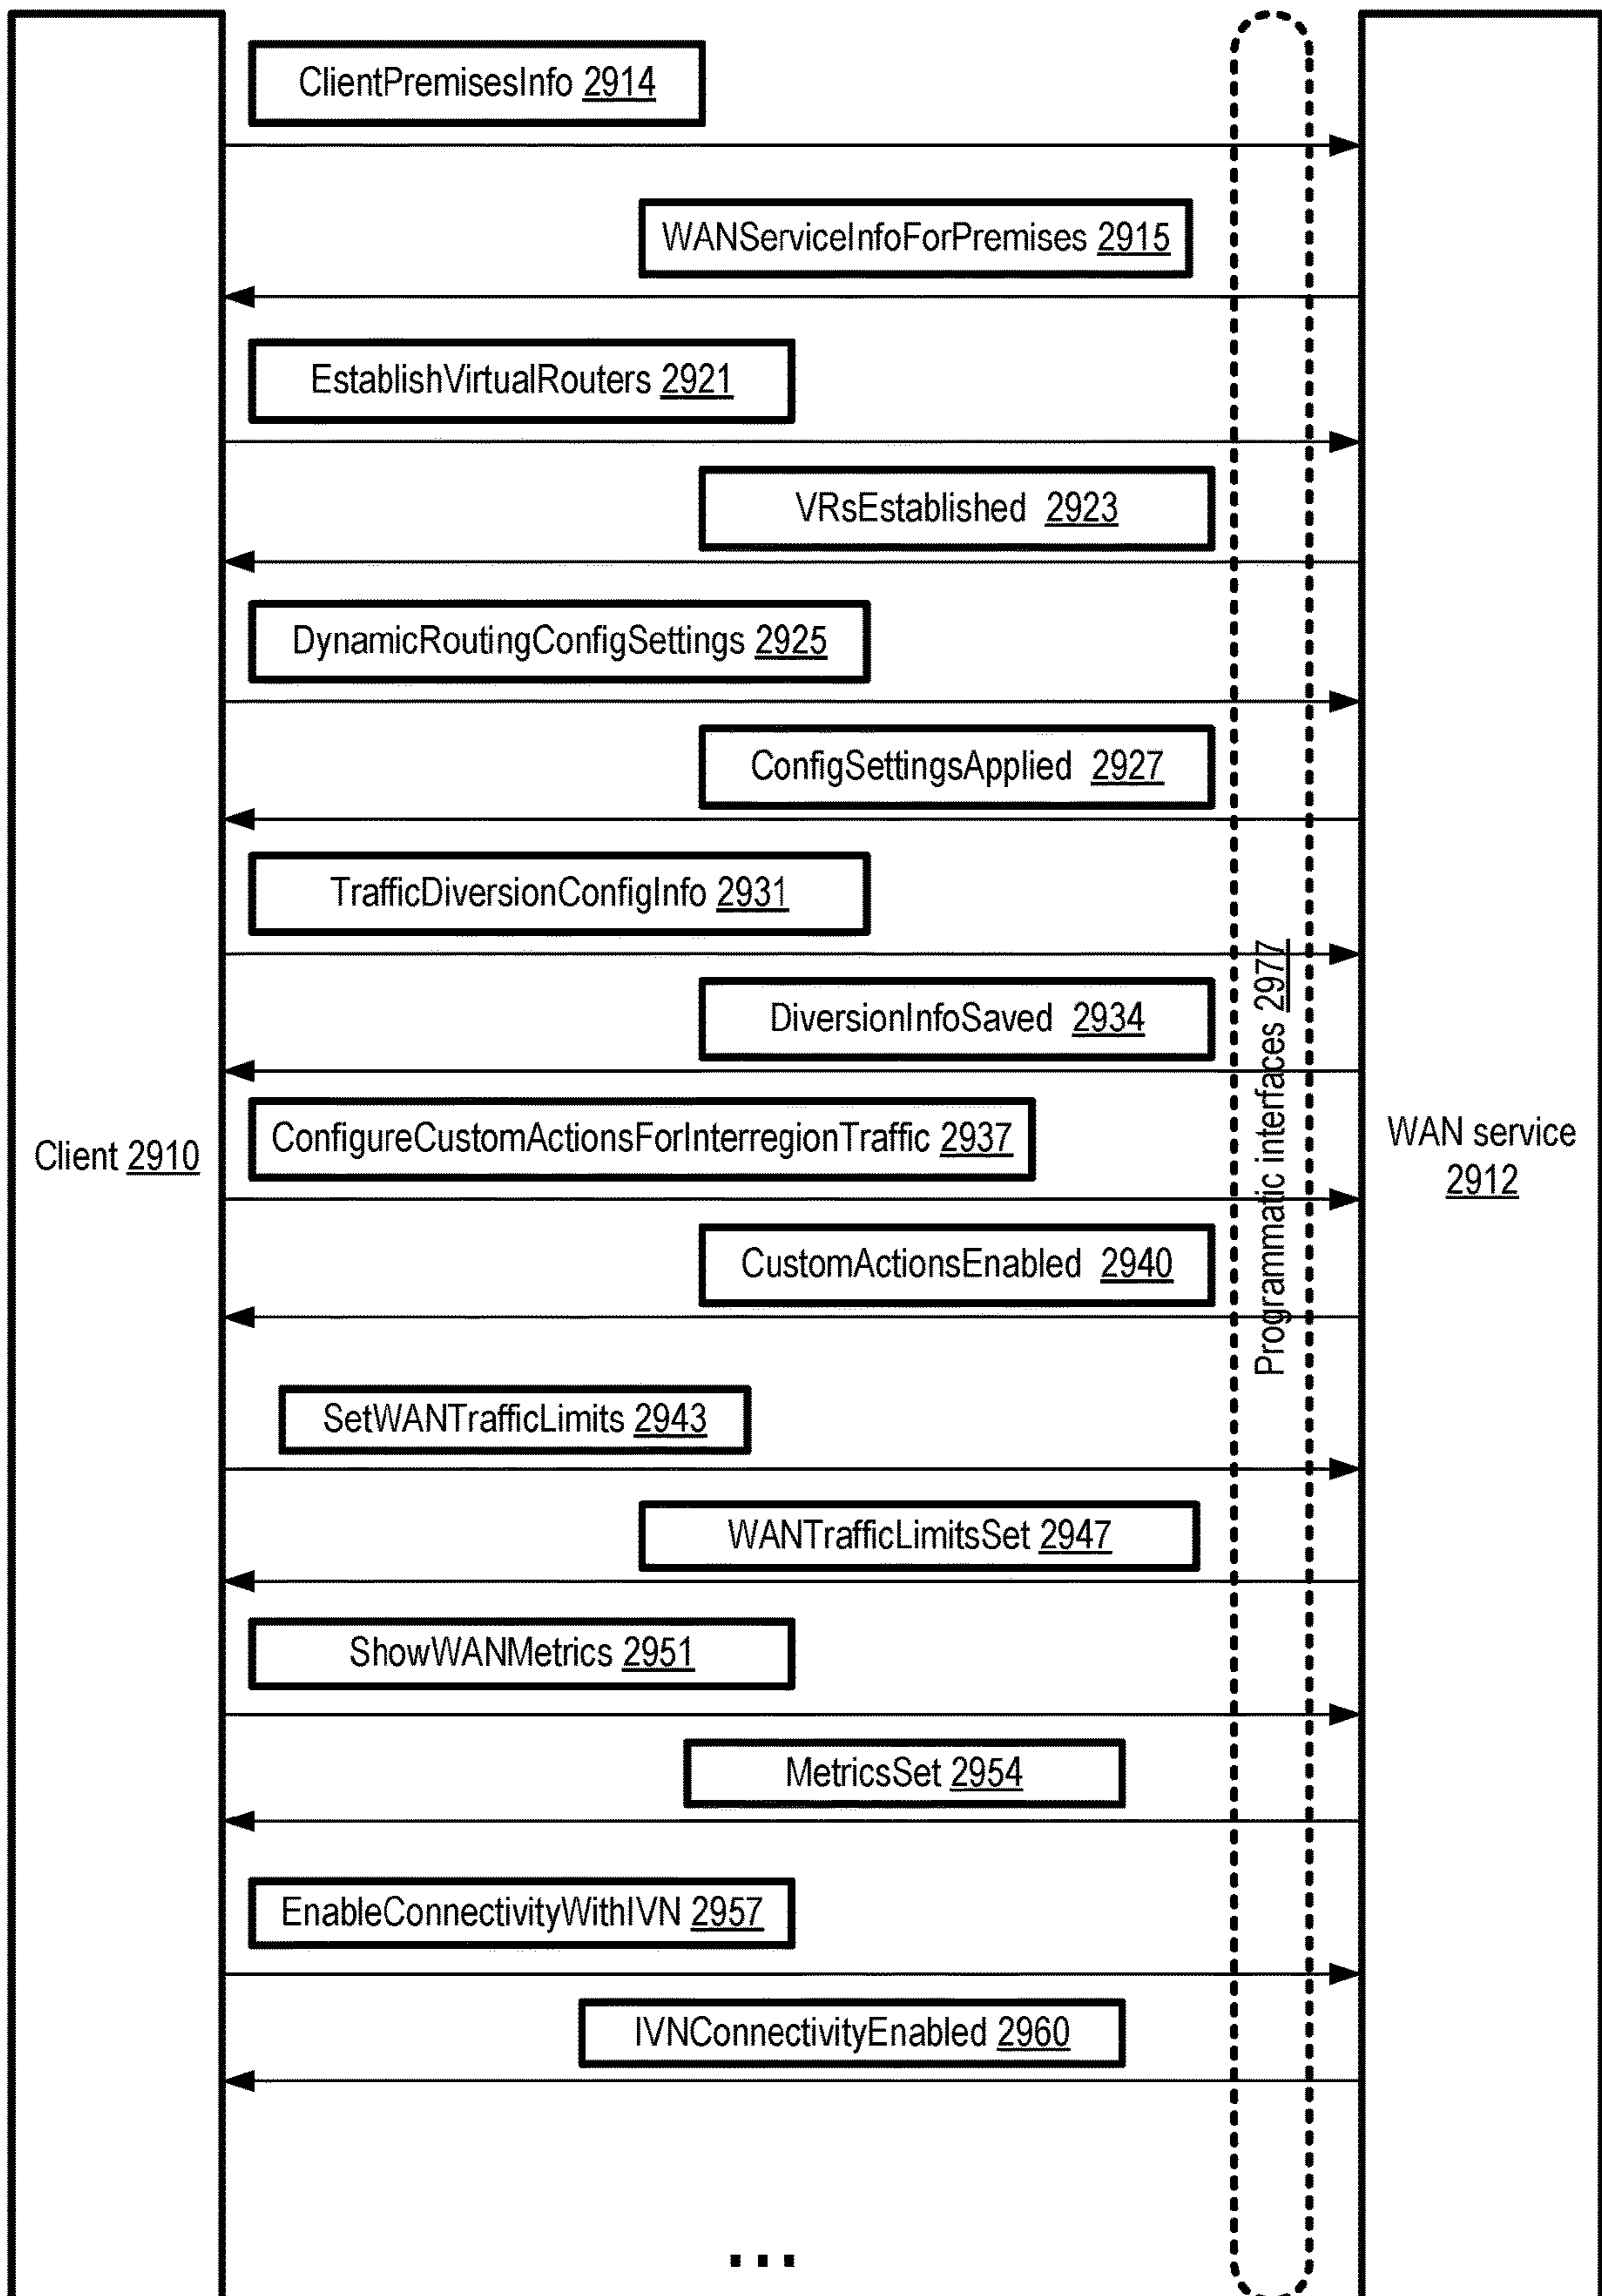 ClientPremisesInfo 2914
WANServiceInfoForPremises 2915
EstablishVirtualRouters 2921
VRsEstablished 2923
DynamicRoutingConfigSettings 2925
ConfigSettingsApplied 2927
TrafficDiversionConfigInfo 2931
DiversionInfoSaved 2934
Client 2910
ConfigureCustomActionsForInterregionTraffic 2937
Programmatic interfaces 2977
WAN service
2912
CustomActionsEnabled 2940
SetWANTrafficLimits 2943
WANTrafficLimitsSet 2947
ShowWANMetrics 2951
MetricsSet 2954
EnableConnectivityWithIVN 2957
IVNConnectivityEnabled 2960
...